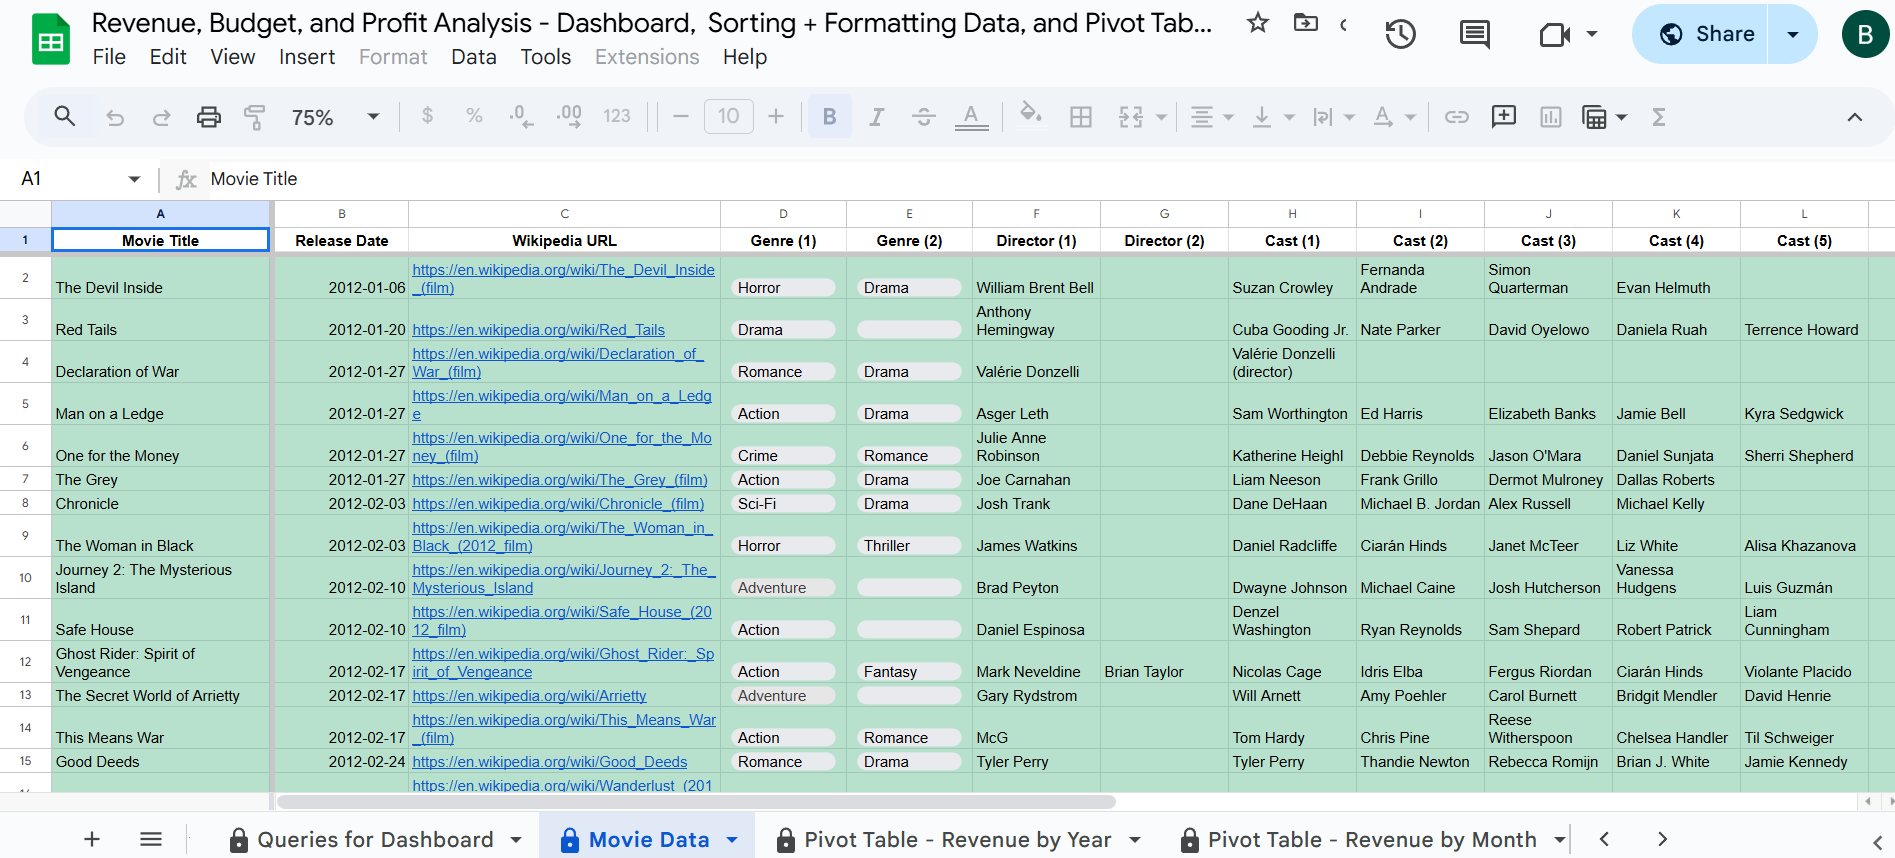 Revenue, Budget, and Profit Analysis - Dashboard, Sorting + Formatting Data, and Pivot Tab...
Share
B
File Edit View Insert Format Data Tools Extensions Help
75% $ % .0 .00 123 10 B I S A A Σ
A1 fx Movie Title
A B C D E F G H I J K L
1 Movie Title Release Date Wikipedia URL Genre (1) Genre (2) Director (1) Director (2) Cast (1) Cast (2) Cast (3) Cast (4) Cast (5)
2 The Devil Inside 2012-01-06 https://en.wikipedia.org/wiki/The_Devil_Inside_(film) Horror Drama William Brent Bell Suzan Crowley Fernanda Andrade Simon Quarterman Evan Helmuth
3 Red Tails 2012-01-20 https://en.wikipedia.org/wiki/Red_Tails Drama Anthony Hemingway Cuba Gooding Jr. Nate Parker David Oyelowo Daniela Ruah Terrence Howard
4 Declaration of War 2012-01-27 https://en.wikipedia.org/wiki/Declaration_of_War_(film) Romance Drama Valérie Donzelli Valérie Donzelli (director)
5 Man on a Ledge 2012-01-27 https://en.wikipedia.org/wiki/Man_on_a_Ledge Action Drama Asger Leth Sam Worthington Ed Harris Elizabeth Banks Jamie Bell Kyra Sedgwick
6 One for the Money 2012-01-27 https://en.wikipedia.org/wiki/One_for_the_Money_(film) Crime Romance Julie Anne Robinson Katherine Heighl Debbie Reynolds Jason O'Mara Daniel Sunjata Sherri Shepherd
7 The Grey 2012-01-27 https://en.wikipedia.org/wiki/The_Grey_(film) Action Drama Joe Carnahan Liam Neeson Frank Grillo Dermot Mulroney Dallas Roberts
8 Chronicle 2012-02-03 https://en.wikipedia.org/wiki/Chronicle_(film) Sci-Fi Drama Josh Trank Dane DeHaan Michael B. Jordan Alex Russell Michael Kelly
9 The Woman in Black 2012-02-03 https://en.wikipedia.org/wiki/The_Woman_in_Black_(2012_film) Horror Thriller James Watkins Daniel Radcliffe Ciarán Hinds Janet McTeer Liz White Alisa Khazanova
10 Journey 2: The Mysterious Island 2012-02-10 https://en.wikipedia.org/wiki/Journey_2:_The_Mysterious_Island Adventure Brad Peyton Dwayne Johnson Michael Caine Josh Hutcherson Vanessa Hudgens Luis Guzmán
11 Safe House 2012-02-10 https://en.wikipedia.org/wiki/Safe_House_(2012_film) Action Daniel Espinosa Denzel Washington Ryan Reynolds Sam Shepard Robert Patrick Liam Cunningham
12 Ghost Rider: Spirit of Vengeance 2012-02-17 https://en.wikipedia.org/wiki/Ghost_Rider:_Spirit_of_Vengeance Action Fantasy Mark Neveldine Brian Taylor Nicolas Cage Idris Elba Fergus Riordan Ciarán Hinds Violante Placido
13 The Secret World of Arrietty 2012-02-17 https://en.wikipedia.org/wiki/Arrietty Adventure Gary Rydstrom Will Arnett Amy Poehler Carol Burnett Bridgit Mendler David Henrie
14 This Means War 2012-02-17 https://en.wikipedia.org/wiki/This_Means_War_(film) Action Romance McG Tom Hardy Chris Pine Reese Witherspoon Chelsea Handler Til Schweiger
15 Good Deeds 2012-02-24 https://en.wikipedia.org/wiki/Good_Deeds Romance Drama Tyler Perry Tyler Perry Thandie Newton Rebecca Romijn Brian J. White Jamie Kennedy
https://en.wikipedia.org/wiki/Wanderlust_(201
Queries for Dashboard Movie Data Pivot Table - Revenue by Year Pivot Table - Revenue by Month